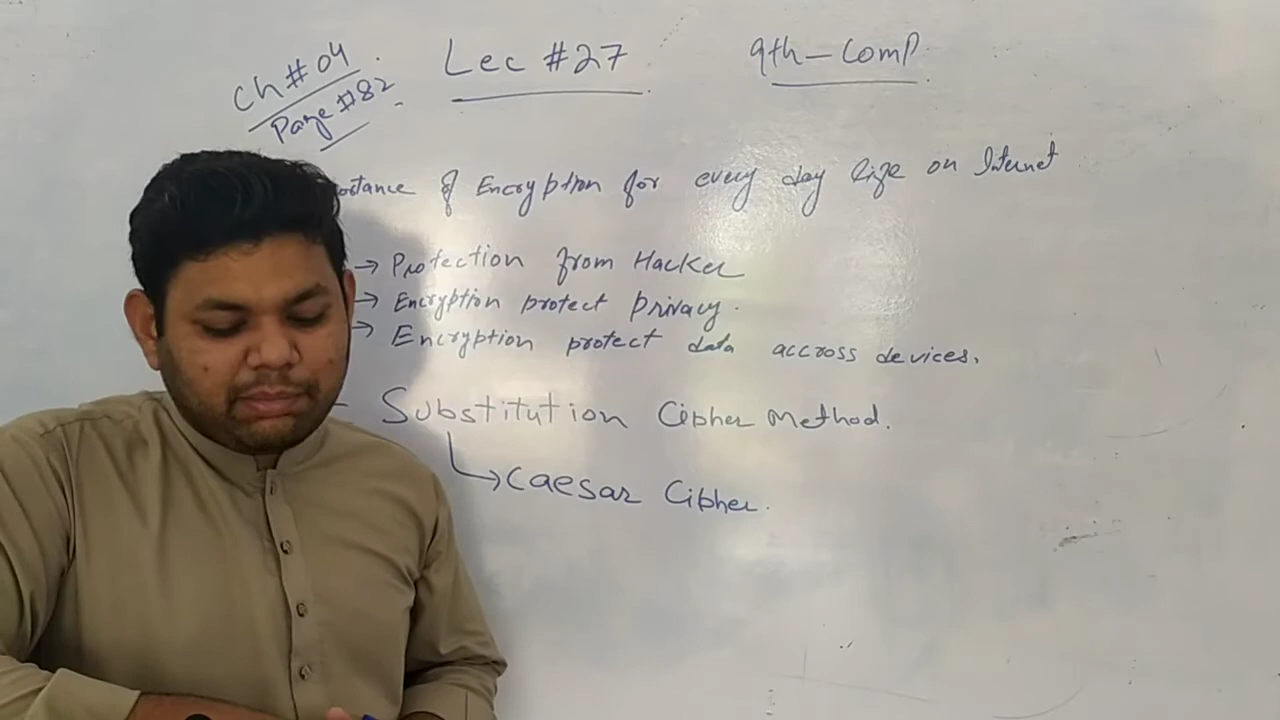 Ch # 04
Page # 82
Lec # 27
9th - Comp
ortance of Encryption for every day life on Internet
→ Protection from Hacker
→ Encryption protect privacy.
→ Encryption protect data accross devices.
- Substitution Cipher Method.
↳ Caesar Cipher.